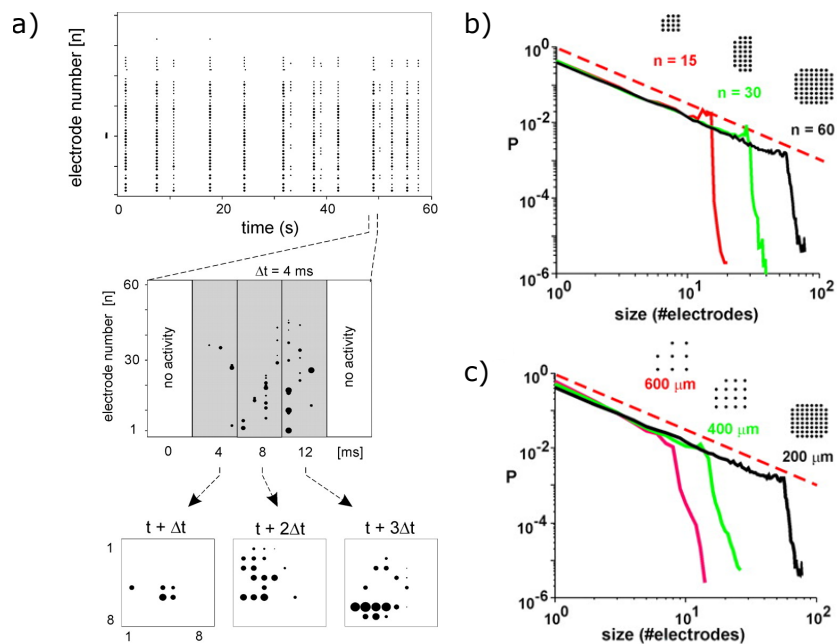 a)
electrode number [n]
0 10 20 30 40 50 60
time (s)
Δt = 4 ms
electrode number [n]
60
30
1
no activity
no activity
0 4 8 12 [ms]
t + Δt
t + 2Δt
t + 3Δt
1
8
1 8
b)
P
10^0
10^-2
10^-4
10^-6
n = 15
n = 30
n = 60
10^0 10^1 10^2
size (#electrodes)
c)
P
10^0
10^-2
10^-4
10^-6
600 μm
400 μm
200 μm
10^0 10^1 10^2
size (#electrodes)